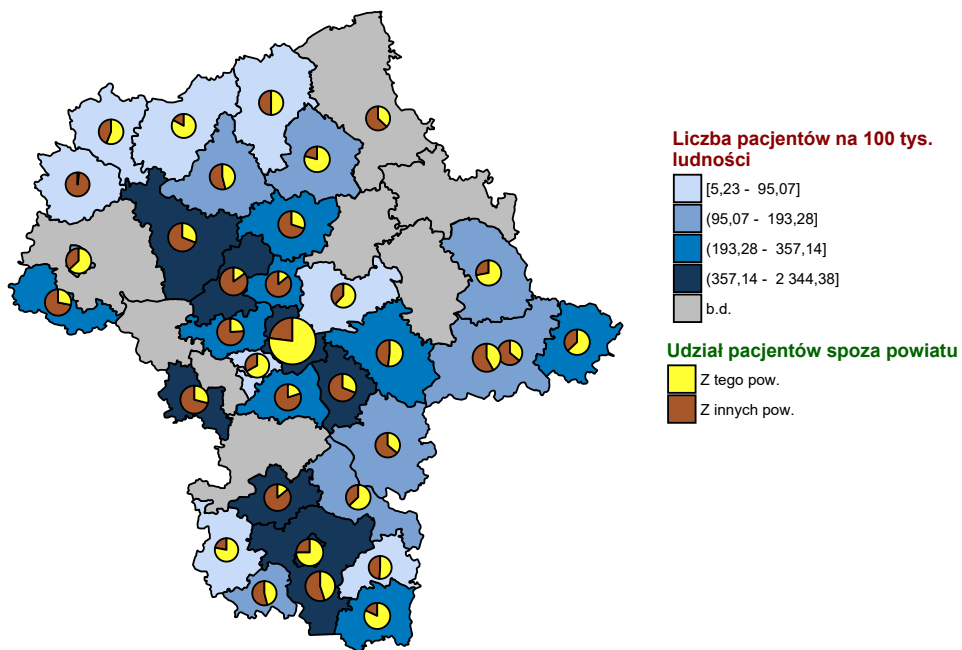 Liczba pacjentów na 100 tys.
ludności
[5,23 - 95,07]
(95,07 - 193,28]
(193,28 - 357,14]
(357,14 - 2 344,38]
b.d.
Udział pacjentów spoza powiatu
Z tego pow.
Z innych pow.